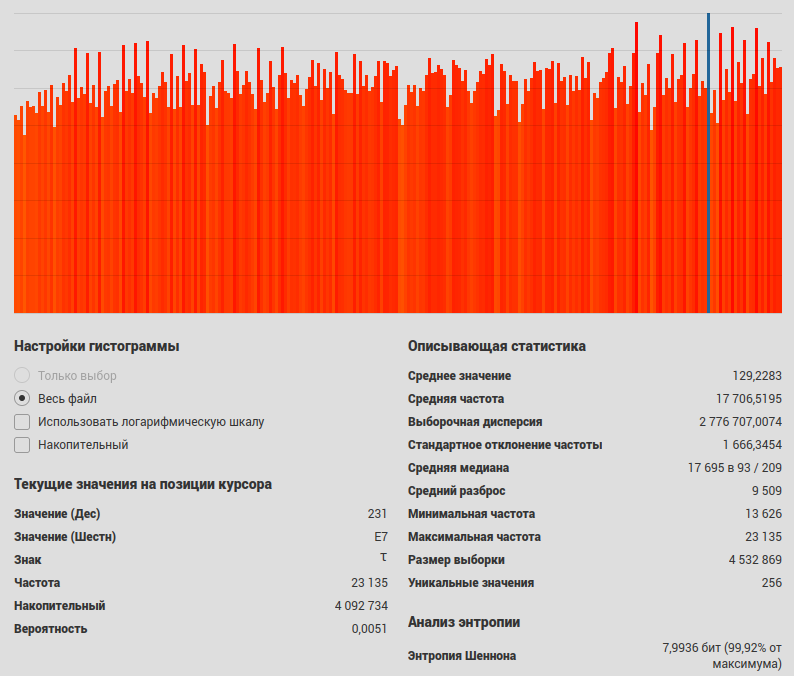 Настройки гистограммы
Только выбор
Весь файл
Использовать логарифмическую шкалу
Накопительный
Текущие значения на позиции курсора
Значение (Дес) 231
Значение (Шестн) E7
Знак τ
Частота 23 135
Накопительный 4 092 734
Вероятность 0,0051
Описывающая статистика
Среднее значение 129,2283
Средняя частота 17 706,5195
Выборочная дисперсия 2 776 707,0074
Стандартное отклонение частоты 1 666,3454
Средняя медиана 17 695 в 93 / 209
Средний разброс 9 509
Минимальная частота 13 626
Максимальная частота 23 135
Размер выборки 4 532 869
Уникальные значения 256
Анализ энтропии
Энтропия Шеннона 7,9936 бит (99,92% от
максимума)